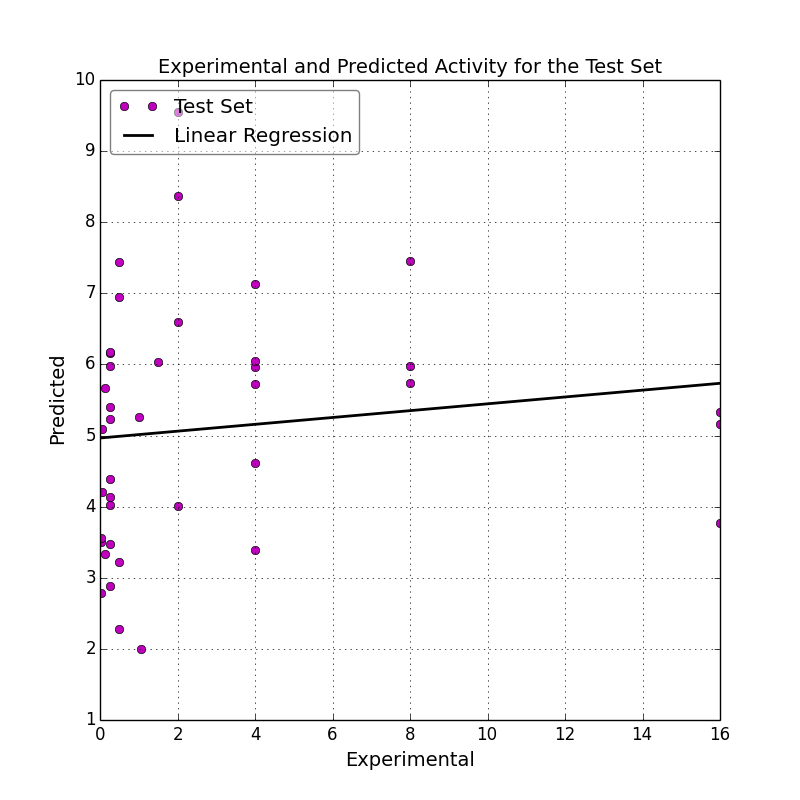 Experimental and Predicted Activity for the Test Set
10
9
8
7
6
5
4
3
2
1
Test Set
Linear Regression
Predicted
0 2 4 6 8 10 12 14 16
Experimental